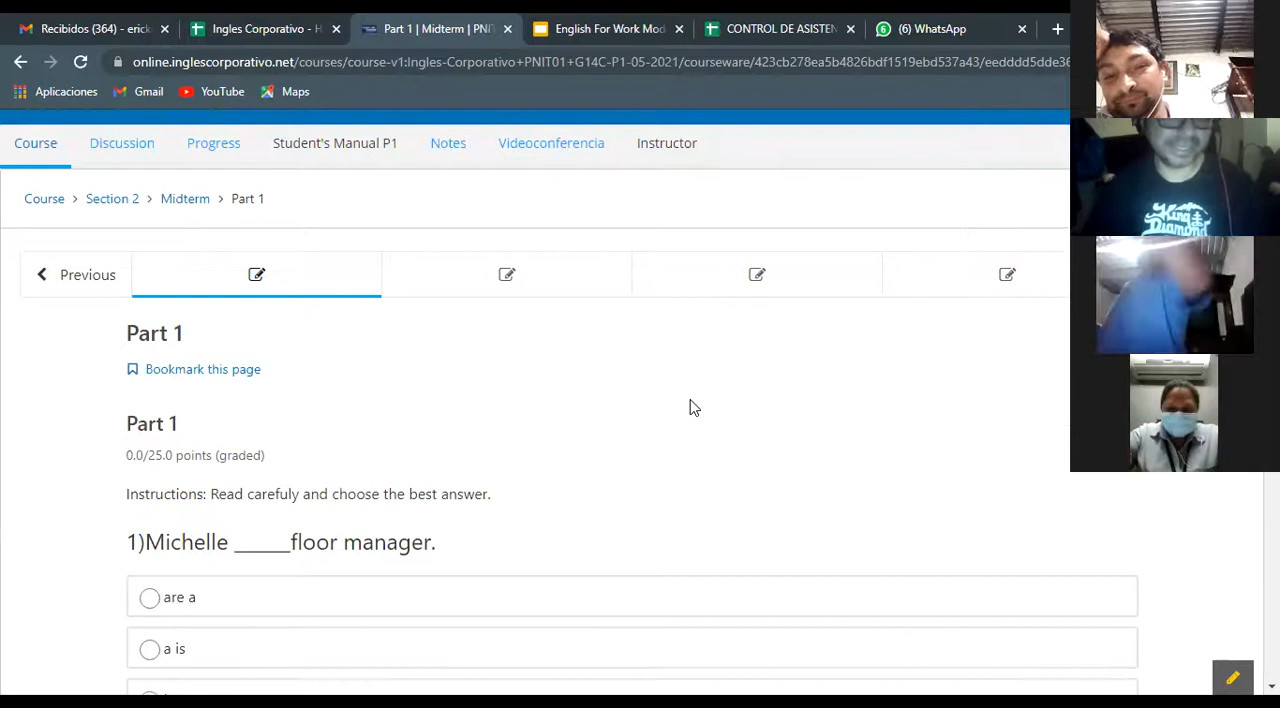 Recibidos (364) - erick
Ingles Corporativo - H
Part 1 | Midterm | PNI
English For Work Mod
CONTROL DE ASISTEN
(6) WhatsApp
online.inglescorporativo.net/courses/course-v1:Ingles-Corporativo+PNIT01+G14C-P1-05-2021/courseware/423cb278ea5b4826bdf1519ebd537a43/eedddd5dde36
Aplicaciones
Gmail
YouTube
Maps
Course
Discussion
Progress
Student's Manual P1
Notes
Videoconferencia
Instructor
Course > Section 2 > Midterm > Part 1
Previous
Part 1
Bookmark this page
Part 1
0.0/25.0 points (graded)
Instructions: Read carefuly and choose the best answer.
1)Michelle ______floor manager.
are a
a is
King
Diamond